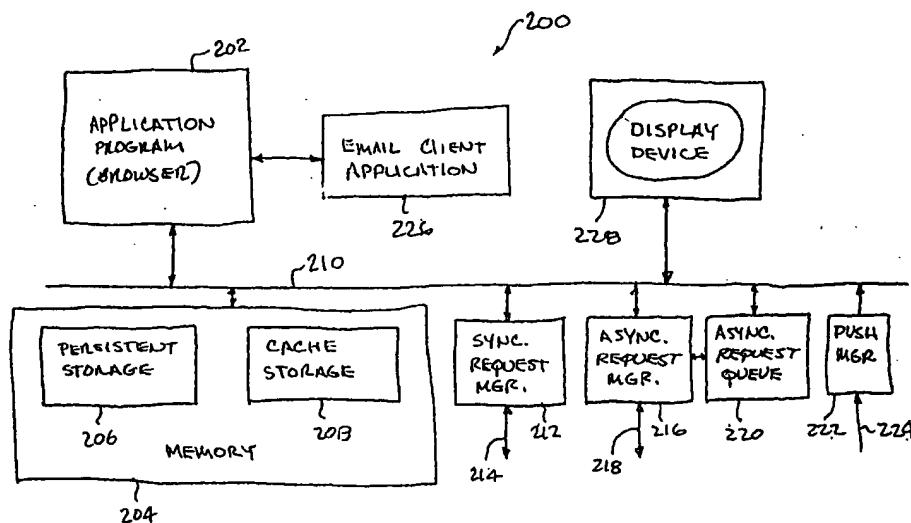 200
202
APPLICATION
PROGRAM
(BROWSER)
EMAIL CLIENT
APPLICATION
226
DISPLAY
DEVICE
228
210
PERSISTENT
STORAGE
206
CACHE
STORAGE
208
MEMORY
204
SYNC.
REQUEST
MGR.
212
214
ASYNC.
REQUEST
MGR.
216
218
ASYNC.
REQUEST
QUEUE
220
PUSH
MGR
222
224